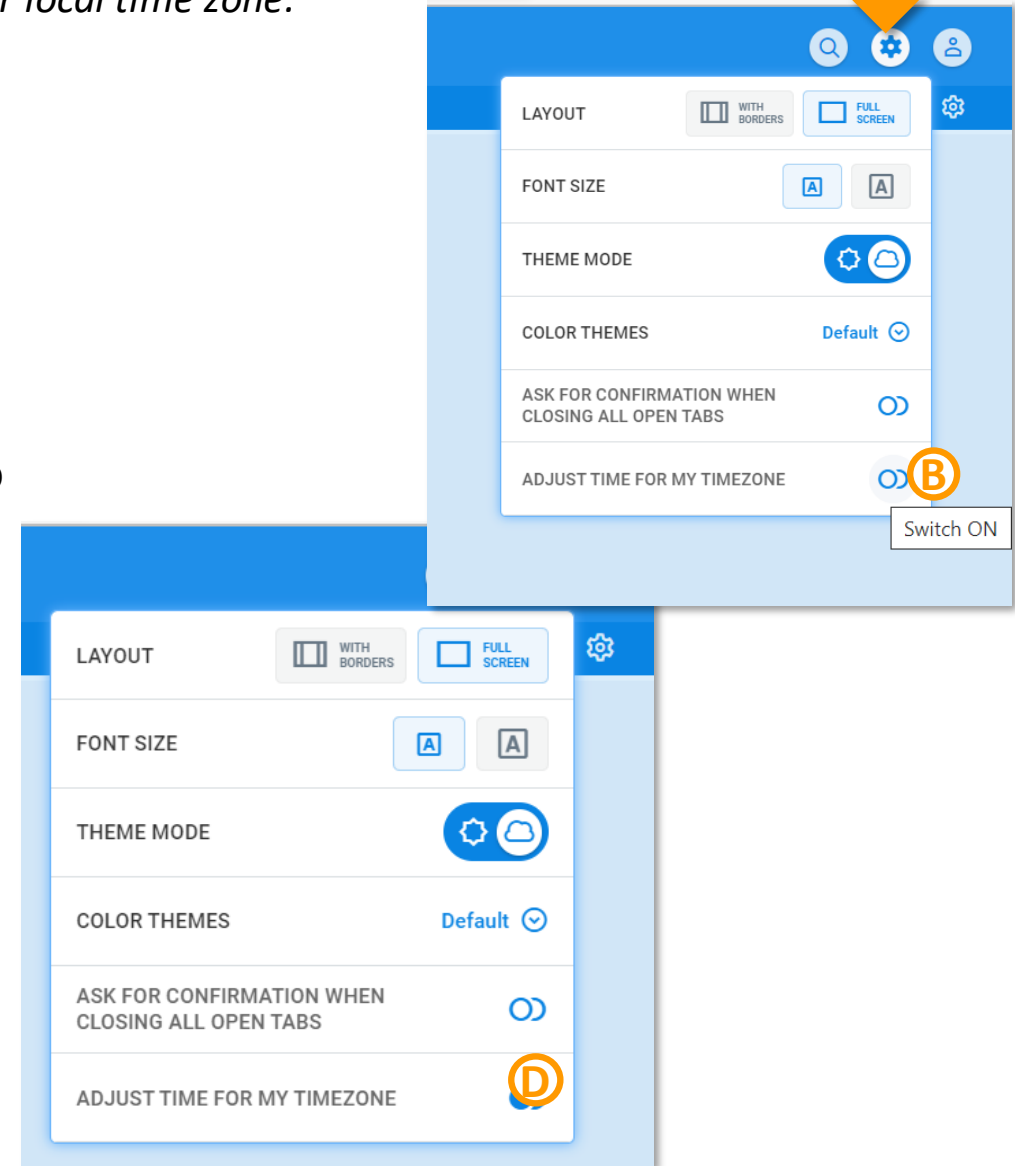 r local time zone.
LAYOUT
WITH
BORDERS
FULL
SCREEN
FONT SIZE
A
A
THEME MODE
COLOR THEMES
Default
ASK FOR CONFIRMATION WHEN
CLOSING ALL OPEN TABS
ADJUST TIME FOR MY TIMEZONE
B
Switch ON
LAYOUT
WITH
BORDERS
FULL
SCREEN
FONT SIZE
A
A
THEME MODE
COLOR THEMES
Default
ASK FOR CONFIRMATION WHEN
CLOSING ALL OPEN TABS
ADJUST TIME FOR MY TIMEZONE
D